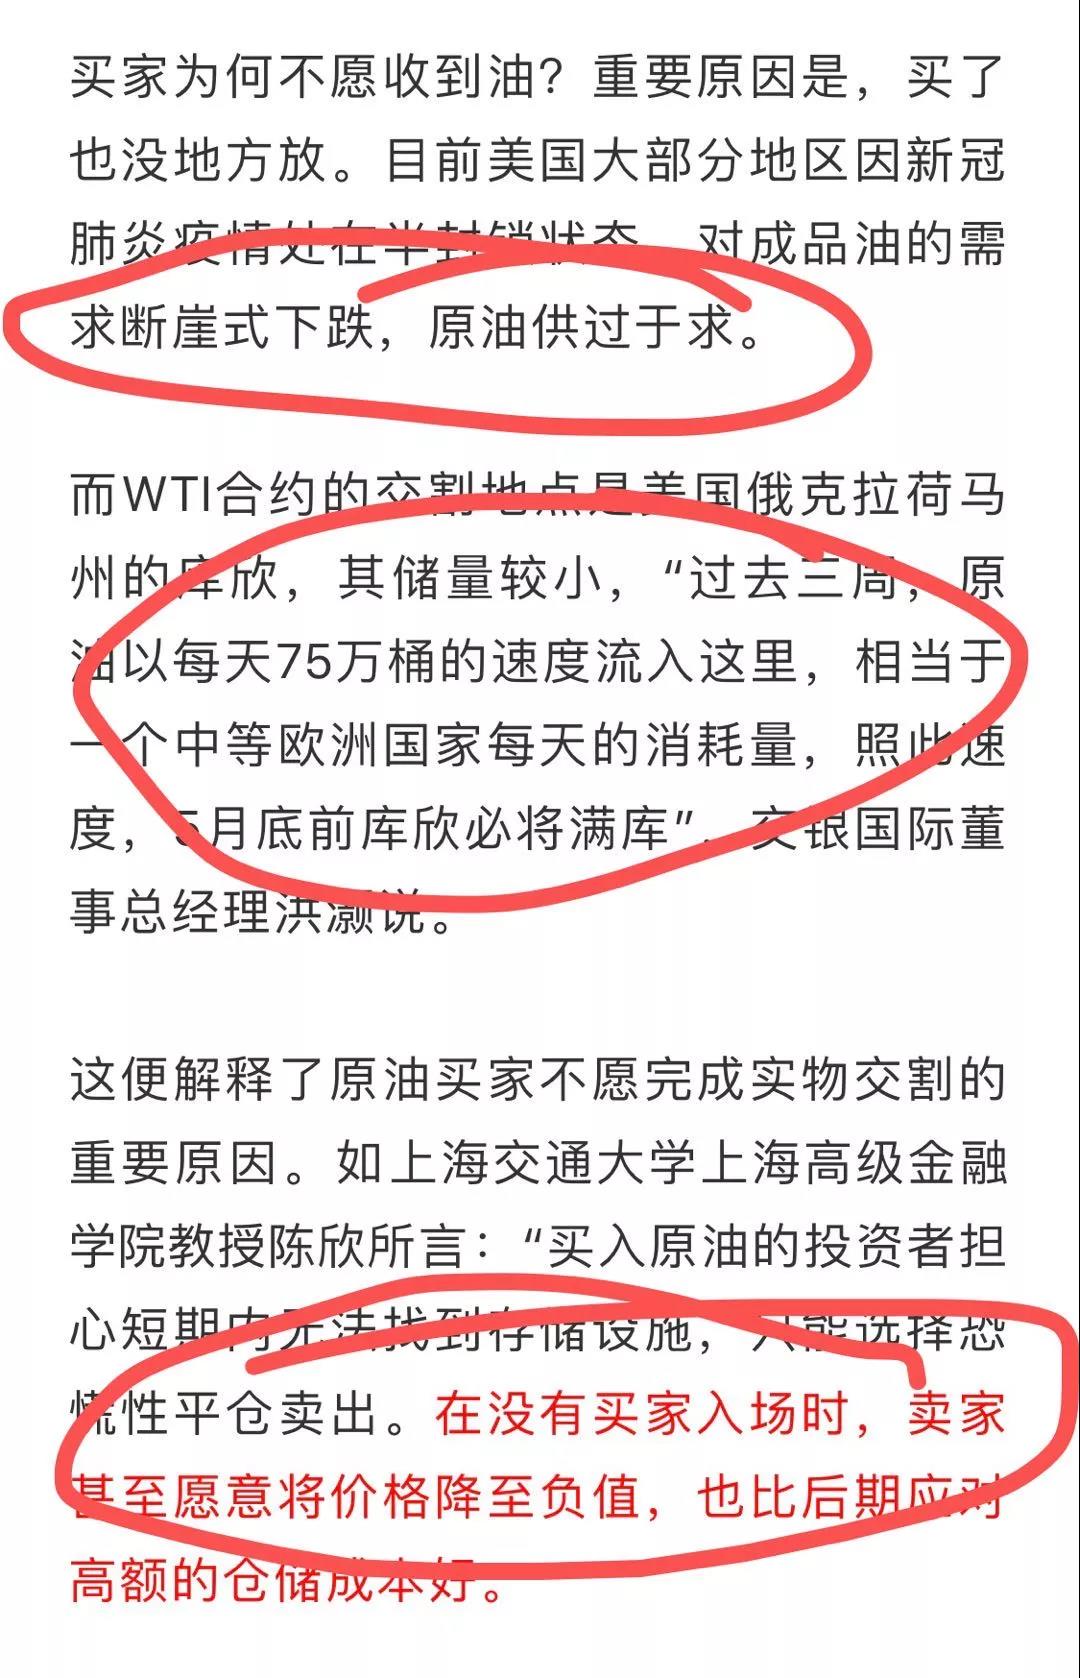 买家为何不愿收到油？重要原因是，买了
也没地方放。目前美国大部分地区因新冠
肺炎疫情处在半封锁状态，对成品油的需
求断崖式下跌，原油供过于求。
而WTI合约的交割地点是美国俄克拉荷马
州的库欣，其储量较小，“过去三周，原
油以每天75万桶的速度流入这里，相当于
一个中等欧洲国家每天的消耗量，照此速
度，5月底前库欣必将满库”，交银国际董
事总经理洪灏说。
这便解释了原油买家不愿完成实物交割的
重要原因。如上海交通大学上海高级金融
学院教授陈欣所言：“买入原油的投资者担
心短期内无法找到存储设施，只能选择恐
慌性平仓卖出。在没有买家入场时，卖家
甚至愿意将价格降至负值，也比后期应对
高额的仓储成本好。